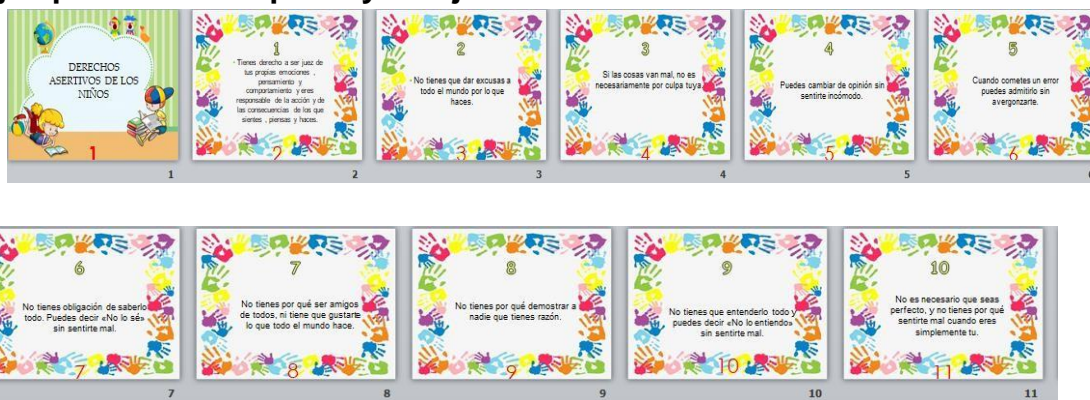 DERECHOS
ASERTIVOS DE LOS
NIÑOS
1
1
1
• Tienes derecho a ser juez de
tus propias emociones ,
pensamiento y
comportamiento y eres
responsable de la acción y de
las consecuencias de los que
sientes , piensas y haces.
2
2
2
• No tienes que dar excusas a
todo el mundo por lo que
haces.
3
3
3
Si las cosas van mal, no es
necesariamente por culpa tuya
4
4
4
Puedes cambiar de opinión sin
sentirte incómodo.
5
5
5
Cuando cometes un error
puedes admitirlo sin
avergonzarte.
6
6
No tienes obligación de saberlo
todo. Puedes decir «No lo sé»
sin sentirte mal.
7
7
7
No tienes por qué ser amigos
de todos, ni tiene que gustarte
lo que todo el mundo hace.
8
8
8
No tienes por qué demostrar a
nadie que tienes razón.
9
9
9
No tienes que entenderlo todo y
puedes decir «No lo entiendo»
sin sentirte mal.
10
10
10
No es necesario que seas
perfecto, y no tienes por qué
sentirte mal cuando eres
simplemente tu.
11
11